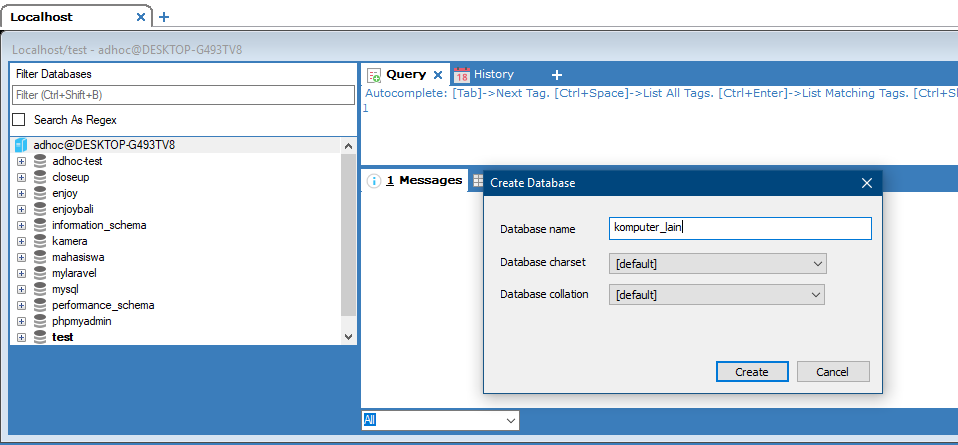 Localhost
Localhost/test - adhoc@DESKTOP-G493TV8
Filter Databases
Filter (Ctrl+Shift+B)
Search As Regex
adhoc@DESKTOP-G493TV8
adhoc-test
closeup
enjoy
enjoybali
information_schema
kamera
mahasiswa
mylaravel
mysql
performance_schema
phpmyadmin
test
Query
18 History
Autocomplete: [Tab]->Next Tag. [Ctrl+Space]->List All Tags. [Ctrl+Enter]->List Matching Tags. [Ctrl+Sh
1
1 Messages
Create Database
Database name
komputer_lain
Database charset
[default]
Database collation
[default]
Create
Cancel
All